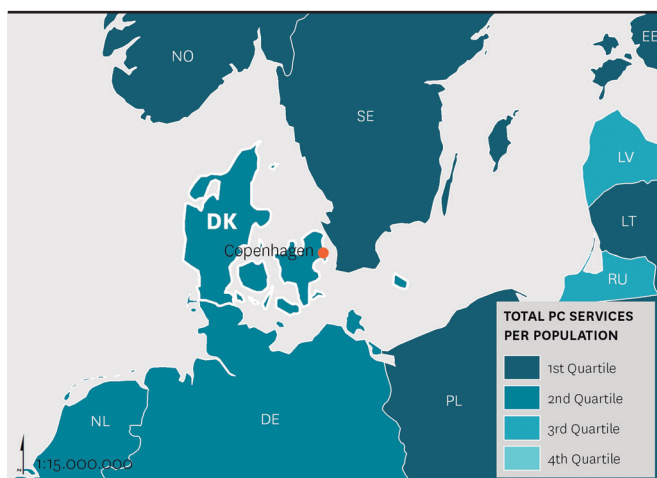 NO
EE
SE
LV
DK
LT
Copenhagen
RU
TOTAL PC SERVICES
PER POPULATION
1st Quartile
2nd Quartile
3rd Quartile
4th Quartile
PL
NL
DE
1:15.000.000